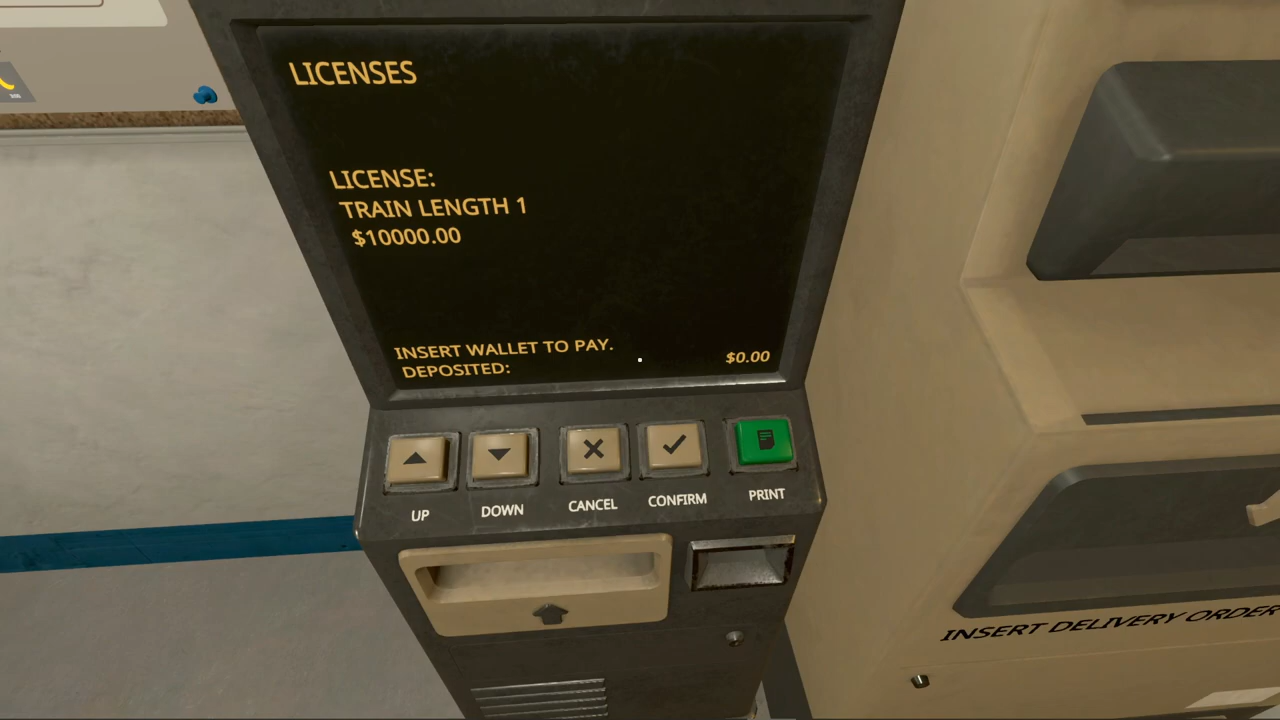 LICENSES
LICENSE:
TRAIN LENGTH 1
$10000.00
INSERT WALLET TO PAY.
DEPOSITED: $0.00
UP DOWN CANCEL CONFIRM PRINT
INSERT DELIVERY ORDER